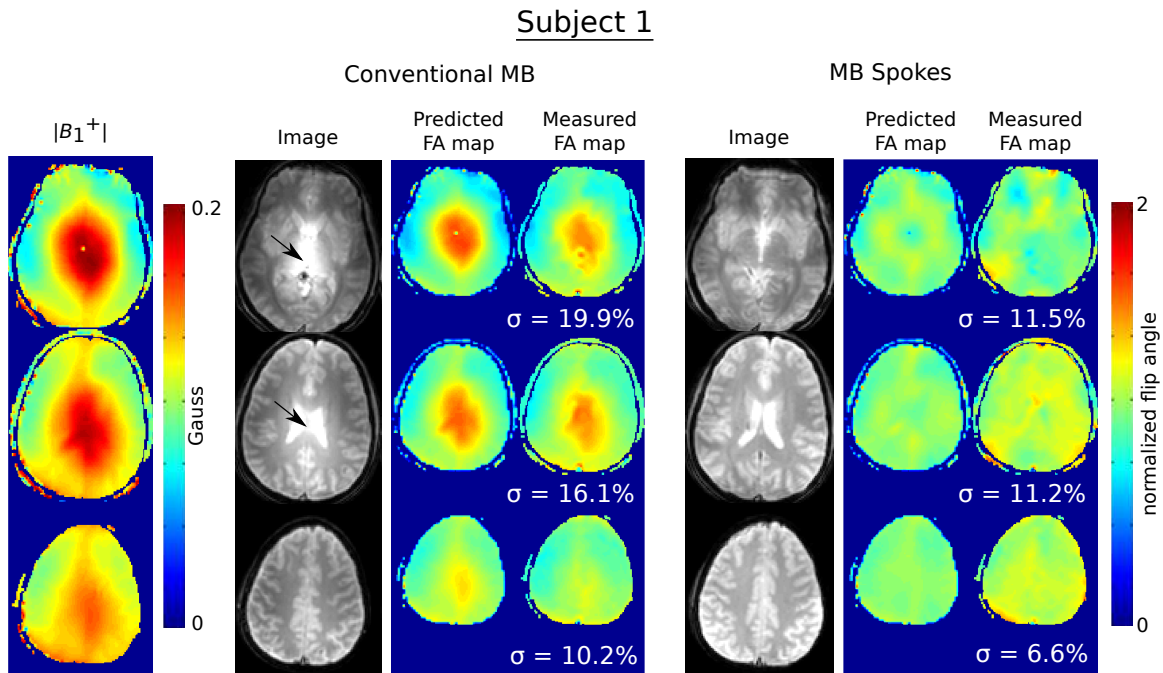 Subject 1
Conventional MB
MB Spokes
|B₁⁺|
Image
Predicted
FA map
Measured
FA map
Image
Predicted
FA map
Measured
FA map
0.2
Gauss
0
σ = 19.9%
σ = 16.1%
σ = 10.2%
σ = 11.5%
σ = 11.2%
σ = 6.6%
2
normalized flip angle
0